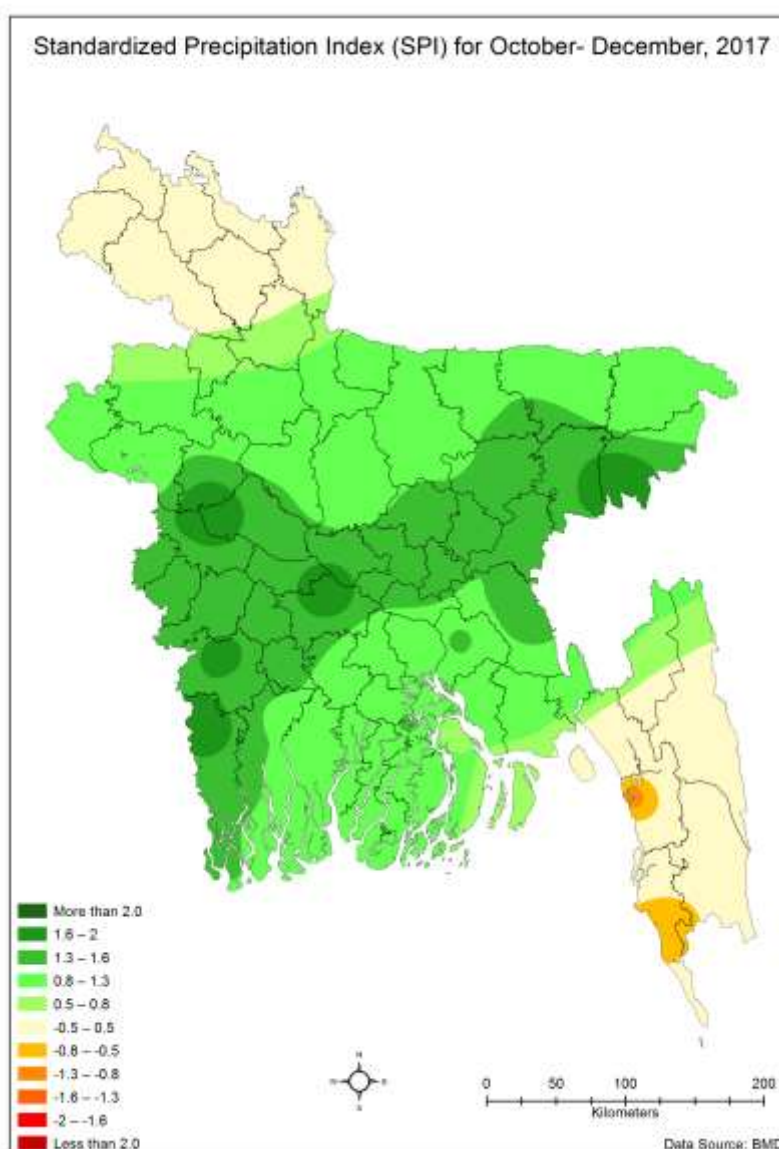 Standardized Precipitation Index (SPI) for October- December, 2017
More than 2.0
1.6 – 2
1.3 – 1.6
0.8 – 1.3
0.5 – 0.8
-0.5 – 0.5
-0.8 – -0.5
-1.3 – -0.8
-1.6 – -1.3
-2 – -1.6
Less than 2.0
N
W E
S
0 50 100 200
Kilometers
Data Source: BMD